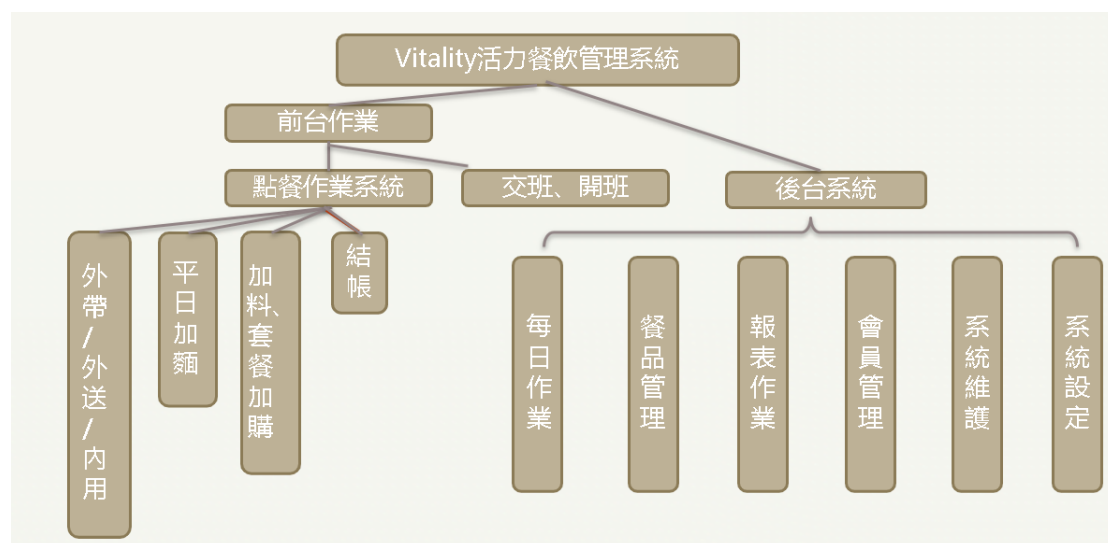 Vitality活力餐飲管理系統
前台作業
點餐作業系統
交班、開班
後台系統
外帶/外送/內用
平日加麵
加料、套餐加購
結帳
每日作業
餐品管理
報表作業
會員管理
系統維護
系統設定